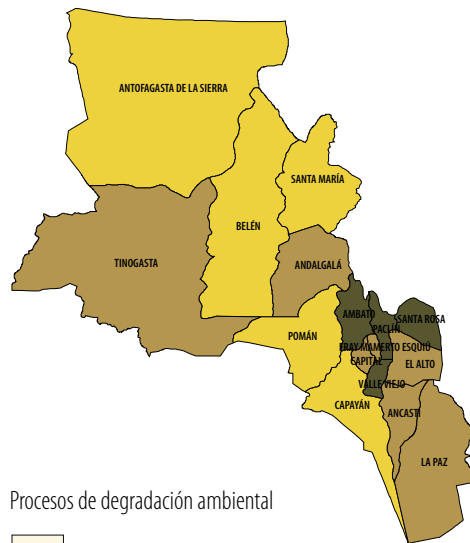 ANTOFAGASTA DE LA SIERRA
SANTA MARÍA
BELÉN
TINOGASTA
ANDALGALÁ
AMBATO
SANTA ROSA
PACLÍN
POMÁN
FRAY MAMERTO ESQUIÚ
CAPITAL
EL ALTO
VALLE VIEJO
CAPAYÁN
ANCASTI
LA PAZ
Procesos de degradación ambiental